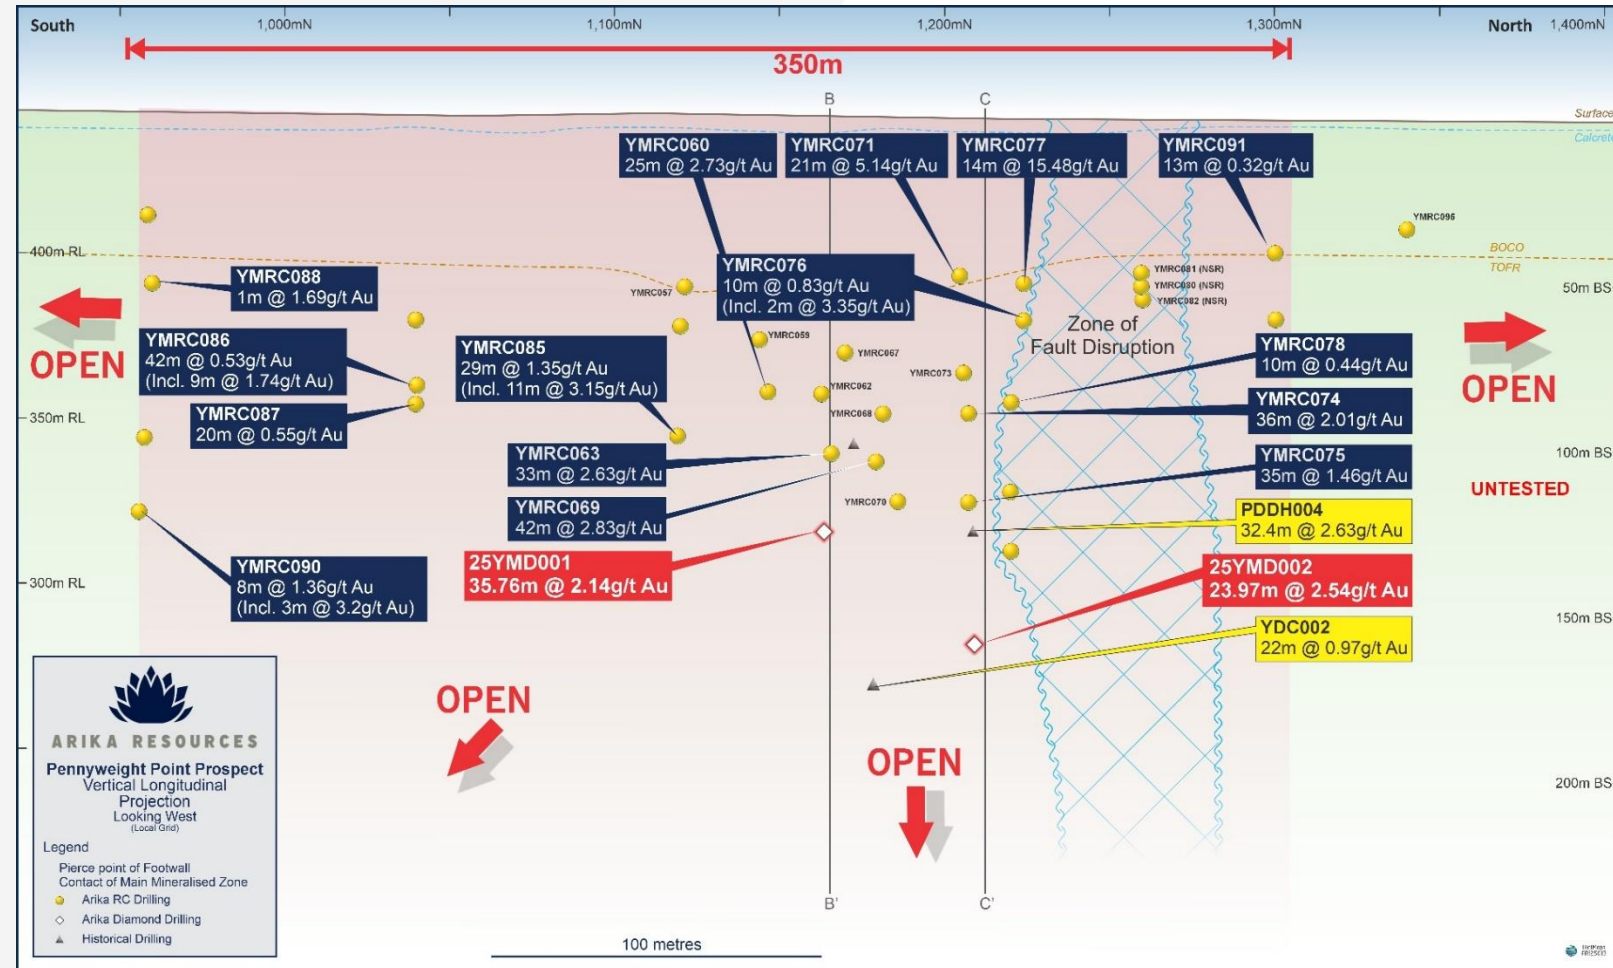 South
1,000mN
1,100mN
1,200mN
1,300mN
North
1,400mN
350m
B
C
Surface
Calcrete
YMRC060
25m @ 2.73g/t Au
YMRC071
21m @ 5.14g/t Au
YMRC077
14m @ 15.48g/t Au
YMRC091
13m @ 0.32g/t Au
YMRC095
400m RL
BOCO
TOFR
YMRC088
1m @ 1.69g/t Au
YMRC057
YMRC076
10m @ 0.83g/t Au
(Incl. 2m @ 3.35g/t Au)
YMRC081 (NSR)
YMRC080 (NSR)
YMRC082 (NSR)
50m BS
Zone of
Fault Disruption
OPEN
YMRC086
42m @ 0.53g/t Au
(Incl. 9m @ 1.74g/t Au)
YMRC085
29m @ 1.35g/t Au
(Incl. 11m @ 3.15g/t Au)
YMRC059
YMRC067
YMRC073
YMRC062
YMRC068
YMRC078
10m @ 0.44g/t Au
OPEN
YMRC087
20m @ 0.55g/t Au
350m RL
YMRC074
36m @ 2.01g/t Au
YMRC063
33m @ 2.63g/t Au
YMRC075
35m @ 1.46g/t Au
100m BS
UNTESTED
YMRC069
42m @ 2.83g/t Au
YMRC070
PDDH004
32.4m @ 2.63g/t Au
25YMD001
35.76m @ 2.14g/t Au
25YMD002
23.97m @ 2.54g/t Au
300m RL
YMRC090
8m @ 1.36g/t Au
(Incl. 3m @ 3.2g/t Au)
150m BS
YDC002
22m @ 0.97g/t Au
OPEN
OPEN
200m BS
ARIKA RESOURCES
Pennyweight Point Prospect
Vertical Longitudinal
Projection
Looking West
(Local Grid)
Legend
Pierce point of Footwall
Contact of Main Mineralised Zone
Arika RC Drilling
Arika Diamond Drilling
Historical Drilling
B'
C'
100 metres